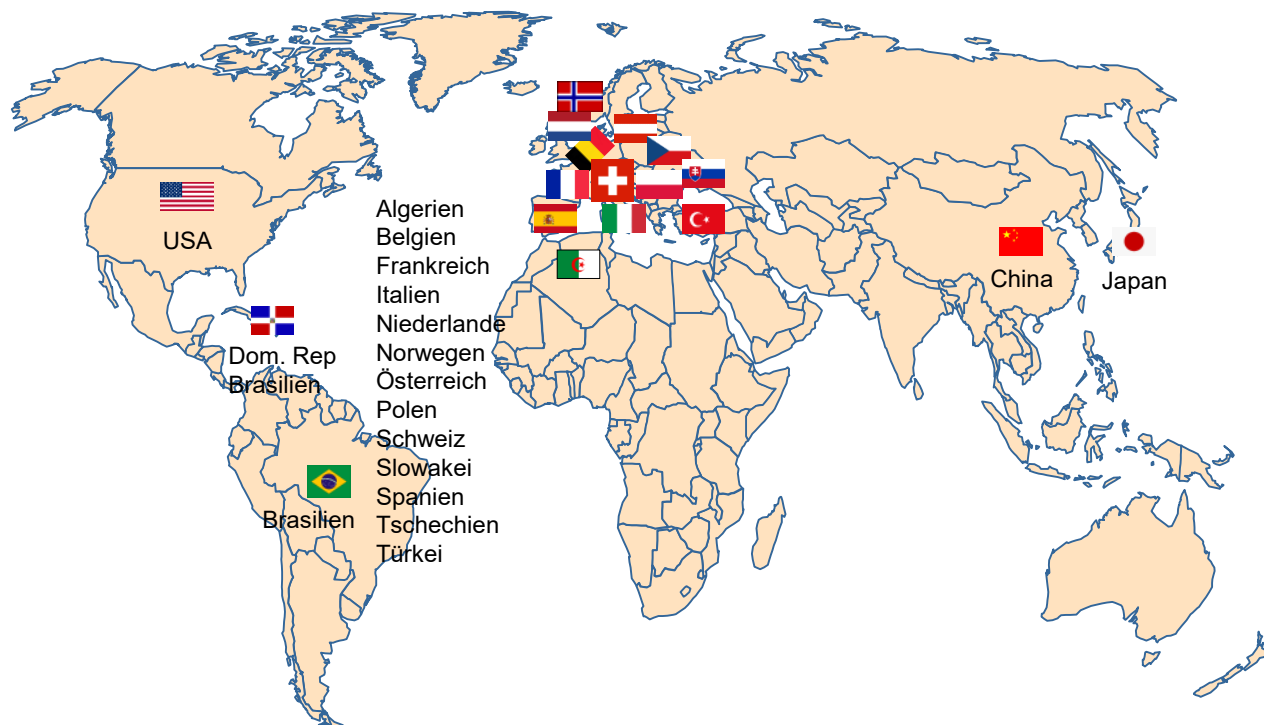 USA
Dom. Rep
Brasilien
Brasilien
Algerien
Belgien
Frankreich
Italien
Niederlande
Norwegen
Österreich
Polen
Schweiz
Slowakei
Spanien
Tschechien
Türkei
China
Japan